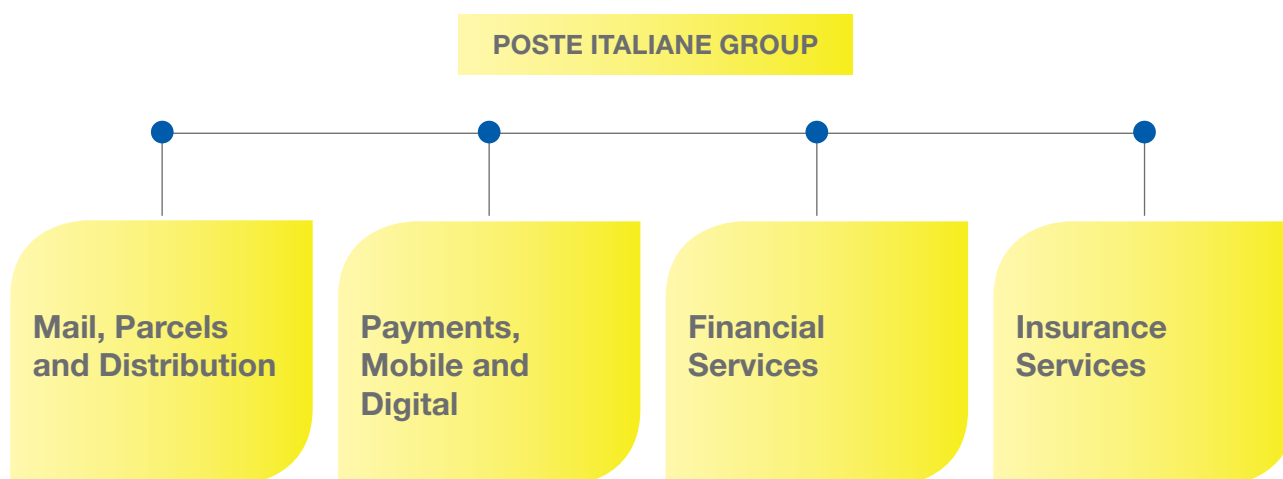 POSTE ITALIANE GROUP
Mail, Parcels
and Distribution
Payments,
Mobile and
Digital
Financial
Services
Insurance
Services